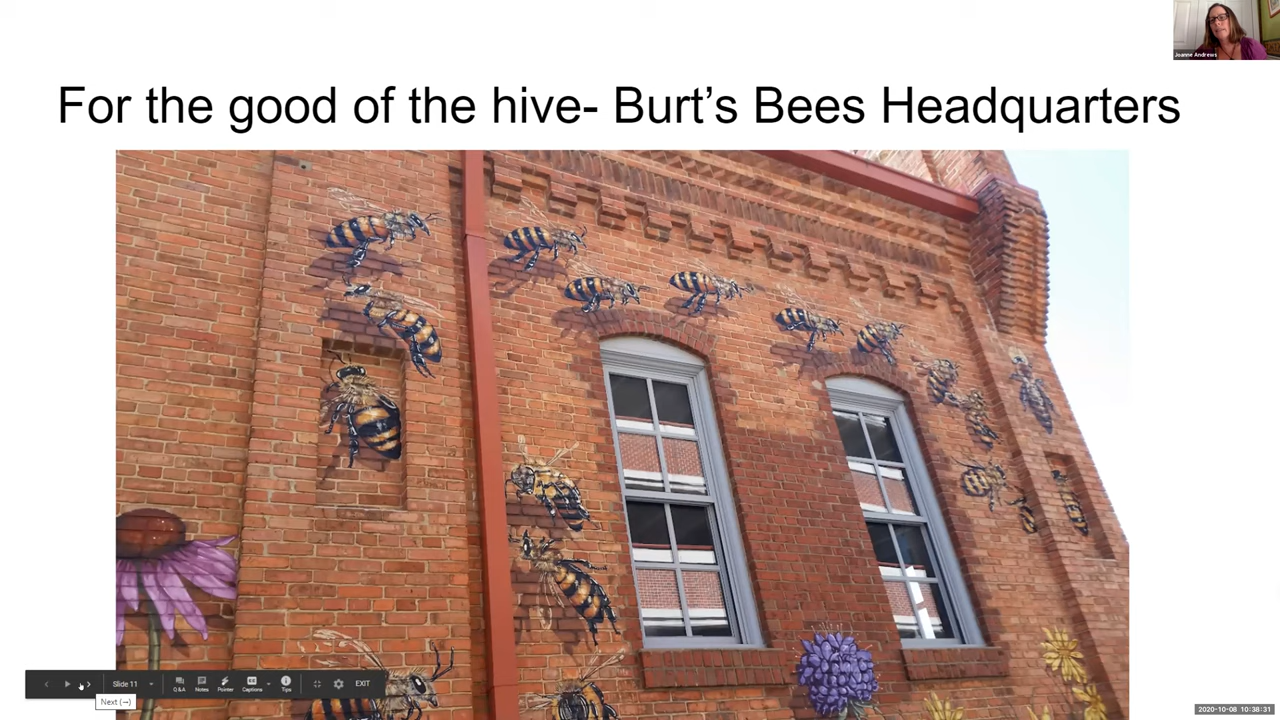 Joanne Andrews
For the good of the hive- Burt's Bees Headquarters
Slide 11
Q&A
Notes
Pointer
Captions
Tips
EXIT
Next (→)
2020-10-08 10:38:31